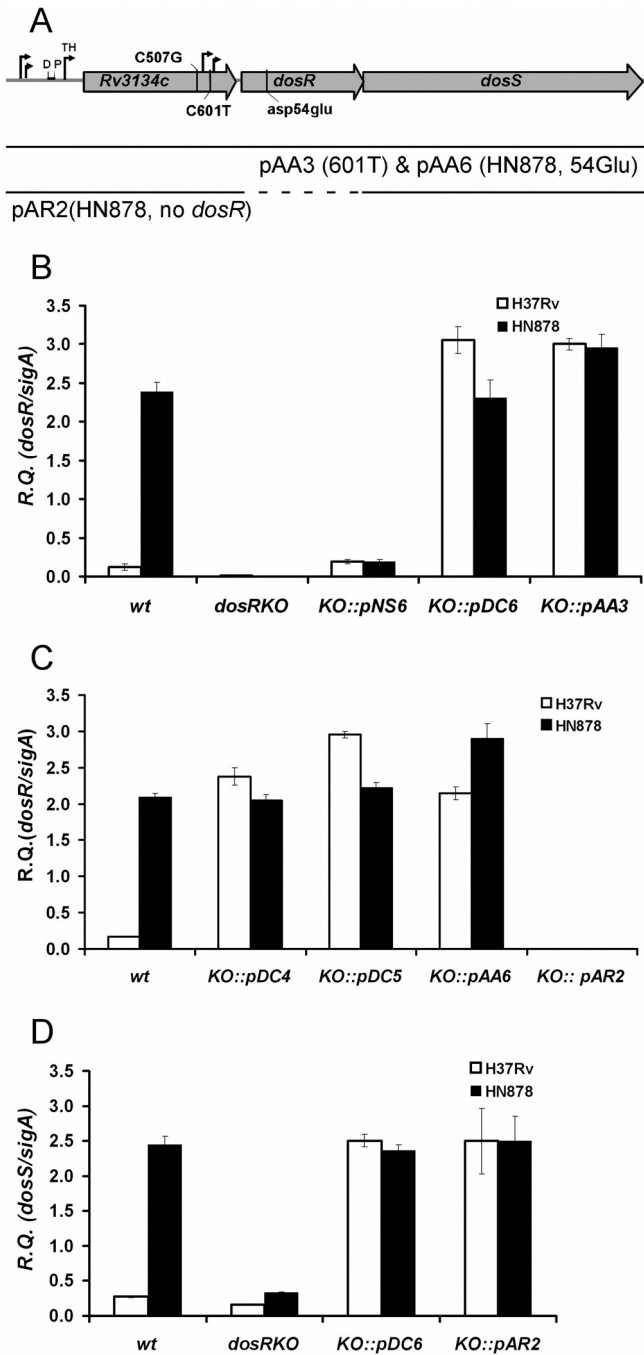 A
D P TH
C507G
Rv3134c dosR dosS
C601T asp54glu
pAA3 (601T) & pAA6 (HN878, 54Glu)
pAR2(HN878, no dosR)
B
R.Q. (dosR/sigA)
3.5
3.0
2.5
2.0
1.5
1.0
0.5
0.0
H37Rv
HN878
wt dosRKO KO::pNS6 KO::pDC6 KO::pAA3
C
R.Q.(dosR/sigA)
3.5
3.0
2.5
2.0
1.5
1.0
0.5
0.0
H37Rv
HN878
wt KO::pDC4 KO::pDC5 KO::pAA6 KO:: pAR2
D
R.Q. (dosS/sigA)
3.5
3.0
2.5
2.0
1.5
1.0
0.5
0.0
H37Rv
HN878
wt dosRKO KO::pDC6 KO::pAR2